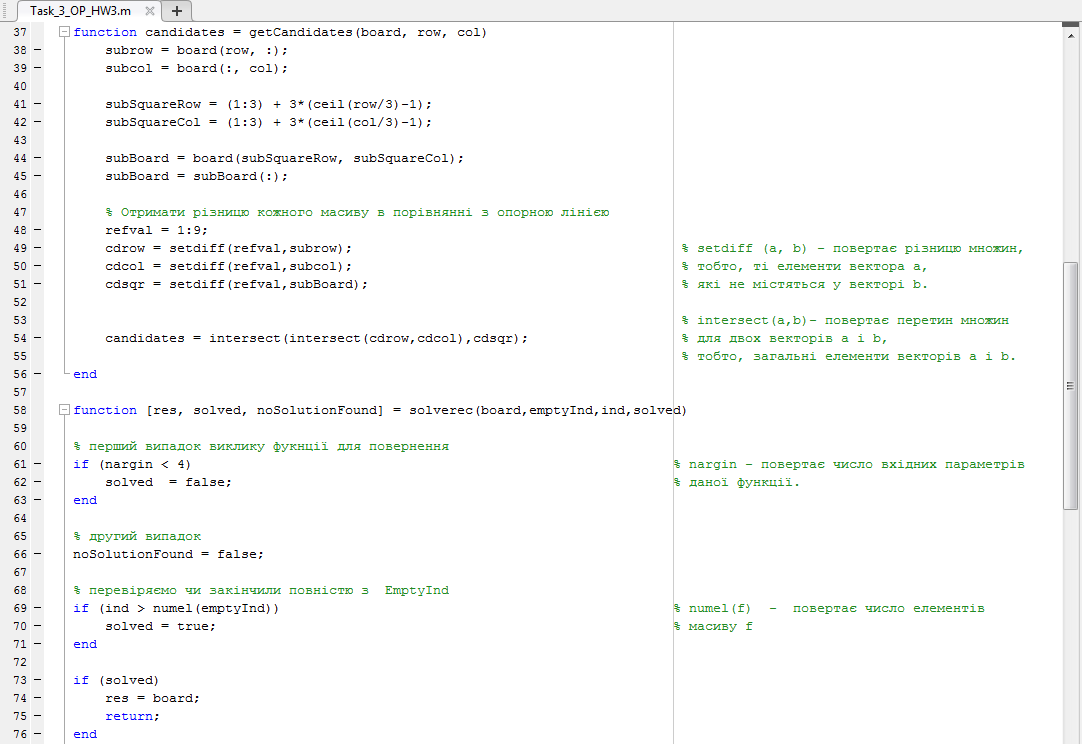 Task_3_OP_HW3.m
37 function candidates = getCandidates(board, row, col)
38 subrow = board(row, :);
39 subcol = board(:, col);
40
41 subSquareRow = (1:3) + 3*(ceil(row/3)-1);
42 subSquareCol = (1:3) + 3*(ceil(col/3)-1);
43
44 subBoard = board(subSquareRow, subSquareCol);
45 subBoard = subBoard(:);
46
47 % Отримати різницю кожного масиву в порівнянні з опорною лінією
48 refval = 1:9;
49 cdrow = setdiff(refval,subrow); % setdiff (a, b) - повертає різницю множин,
50 cdcol = setdiff(refval,subcol); % тобто, ті елементи вектора a,
51 cdsqr = setdiff(refval,subBoard); % які не містяться у векторі b.
52
53 % intersect(a,b)- повертає перетин множин
54 candidates = intersect(intersect(cdrow,cdcol),cdsqr); % для двох векторів a і b,
55 % тобто, загальні елементи векторів a і b.
56 end
57
58 function [res, solved, noSolutionFound] = solverec(board,emptyInd,ind,solved)
59
60 % перший випадок виклику фукнції для повернення
61 if (nargin < 4) % nargin - повертає число вхідних параметрів
62 solved  = false; % даної функції.
63 end
64
65 % другий випадок
66 noSolutionFound = false;
67
68 % перевіряємо чи закінчили повністю з  EmptyInd
69 if (ind > numel(emptyInd)) % numel(f)  -  повертає число елементів
70 solved = true; % масиву f
71 end
72
73 if (solved)
74 res = board;
75 return;
76 end